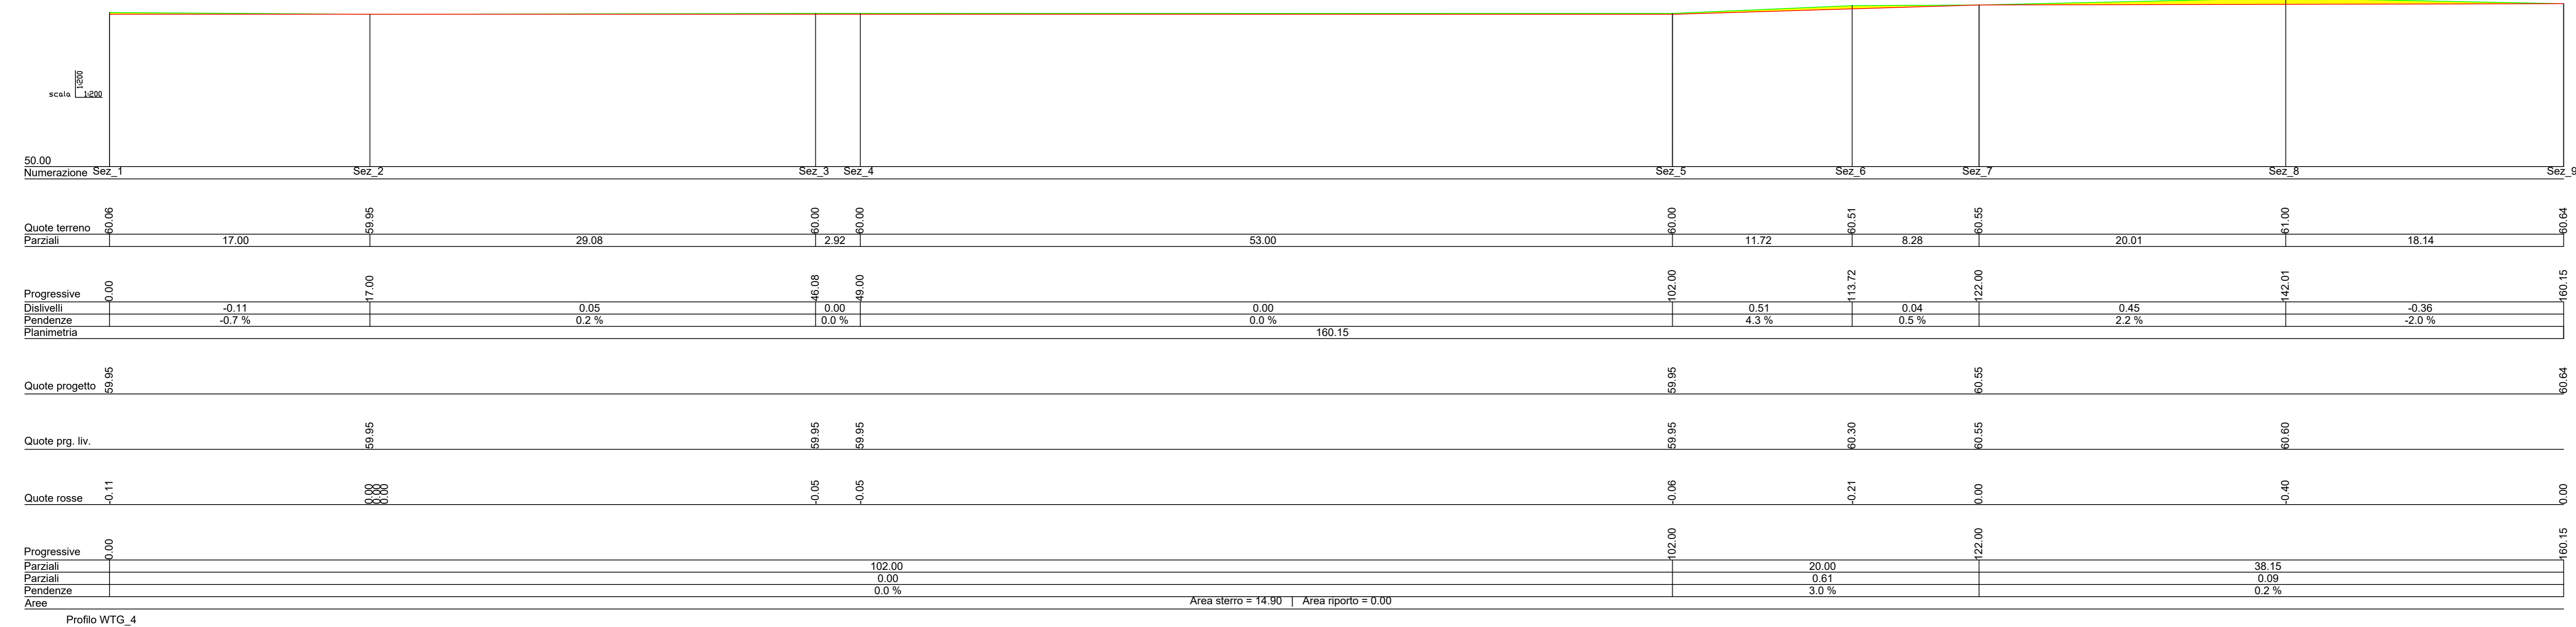 scala 1:200 1:200
50.00
Numerazione Sez_1 Sez_2 Sez_3 Sez_4 Sez_5 Sez_6 Sez_7 Sez_8 Sez_9
Quote terreno 60.06 59.95 60.00 60.00 60.00 60.51 60.55 61.00 60.64
Parziali 17.00 29.08 2.92 53.00 11.72 8.28 20.01 18.14
Progressive 0.00 17.00 46.08 49.00 102.00 113.72 122.00 142.01 160.15
Dislivelli -0.11 0.05 0.00 0.00 0.51 0.04 0.45 -0.36
Pendenze -0.7 % 0.2 % 0.0 % 0.0 % 4.3 % 0.5 % 2.2 % -2.0 %
Planimetria 160.15
Quote progetto 59.95 59.95 60.55 60.64
Quote prg. liv. 59.95 59.95 59.95 59.95 60.30 60.55 60.60
Quote rosse -0.11 0.00 0.00 0.00 -0.05 -0.05 -0.06 -0.21 0.00 -0.40 0.00
Progressive 0.00 102.00 122.00 160.15
Parziali 102.00 20.00 38.15
Parziali 0.00 0.61 0.09
Pendenze 0.0 % 3.0 % 0.2 %
Aree Area sterro = 14.90 | Area riporto = 0.00
Profilo WTG_4